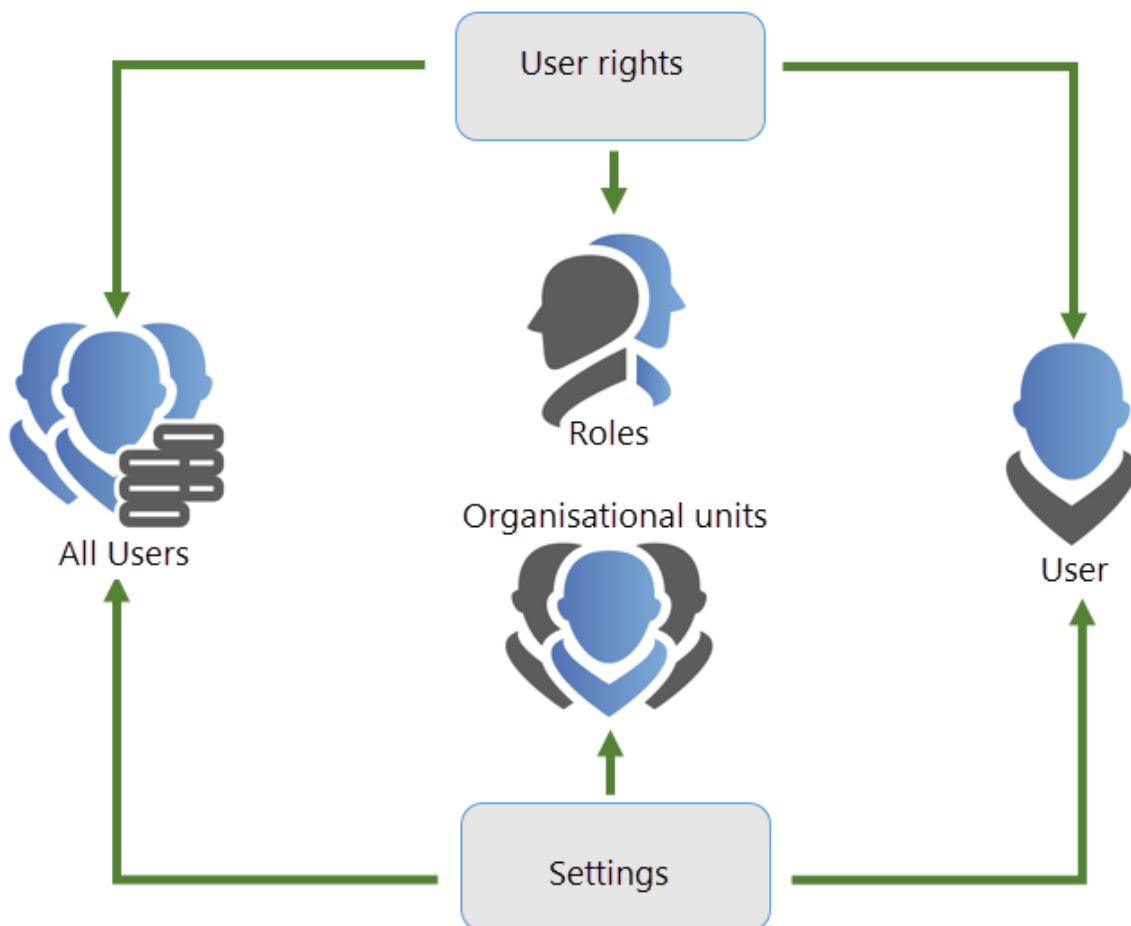 User rights
Roles
Organisational units
All Users
User
Settings